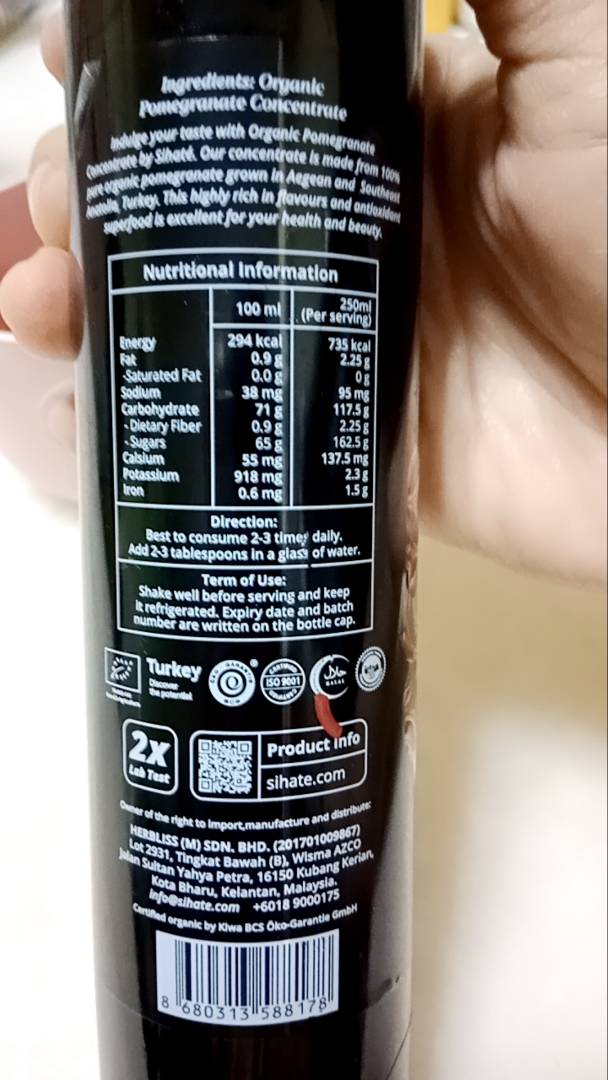 Ingredients: Organic
Pomegranate Concentrate
Indulge your taste with Organic Pomegranate
Concentrate by Sihaté. Our concentrate is made from 100%
pure organic pomegranate grown in Aegean and Southeast
Anatolia, Turkey. This highly rich in flavours and antioxidant
superfood is excellent for your health and beauty.
Nutritional Information
100 ml 250ml
(Per serving)
Energy 294 kcal 735 kcal
Fat 0.9 g 2.25 g
-Saturated Fat 0.0 g 0 g
Sodium 38 mg 95 mg
Carbohydrate 71 g 117.5 g
- Dietary Fiber 0.9 g 2.25 g
- Sugars 65 g 162.5 g
Calsium 55 mg 137.5 mg
Potassium 918 mg 2.3 g
Iron 0.6 mg 1.5 g
Direction:
Best to consume 2-3 times daily.
Add 2-3 tablespoons in a glass of water.
Term of Use:
Shake well before serving and keep
it refrigerated. Expiry date and batch
number are written on the bottle cap.
Turkey
Discover
the potential
ISO 9001
CERTIFIED
حلال
HALAL
2x
Lab Test
Product Info
sihate.com
Owner of the right to import,manufacture and distribute:
HERBLISS (M) SDN. BHD. (201701009867)
Lot 2931, Tingkat Bawah (B), Wisma AZCO
Jalan Sultan Yahya Petra, 16150 Kubang Kerian,
Kota Bharu, Kelantan, Malaysia.
info@sihate.com +6018 9000175
Certified organic by Kiwa BCS Öko-Garantie GmbH
8 680313 588178